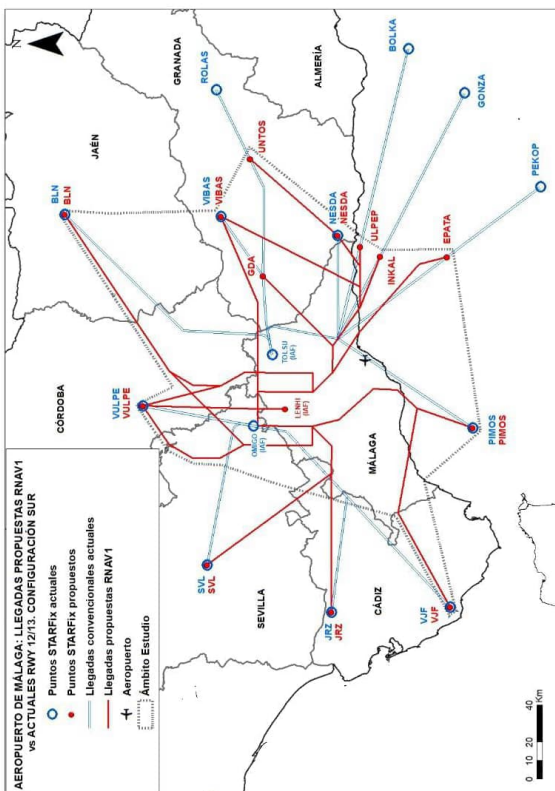 AEROPUERTO DE MÁLAGA: LLEGADAS PROPUESTAS RNAV1
vs ACTUALES RWY 12/13. CONFIGURACION SUR
Puntos STARFix actuales
Puntos STARFix propuestos
Llegadas convencionales actuales
Llegadas propuestas RNAV1
Aeropuerto
Ámbito Estudio
N
CÓRDOBA
JAÉN
GRANADA
ALMERÍA
SEVILLA
CÁDIZ
MÁLAGA
BLN
BLN
VULPE
VULPE
ROLAS
VIBAS
VIBAS
UNTOS
GDA
NESDA
NESDA
BOLKA
GONZA
PEKOP
ULPEP
INKAL
EPATA
TOLSU
(IAF)
LENHI
(IAF)
OMIGO
(IAF)
SVL
SVL
JRZ
JRZ
VJF
VJF
PIMOS
PIMOS
0 10 20 40
Km